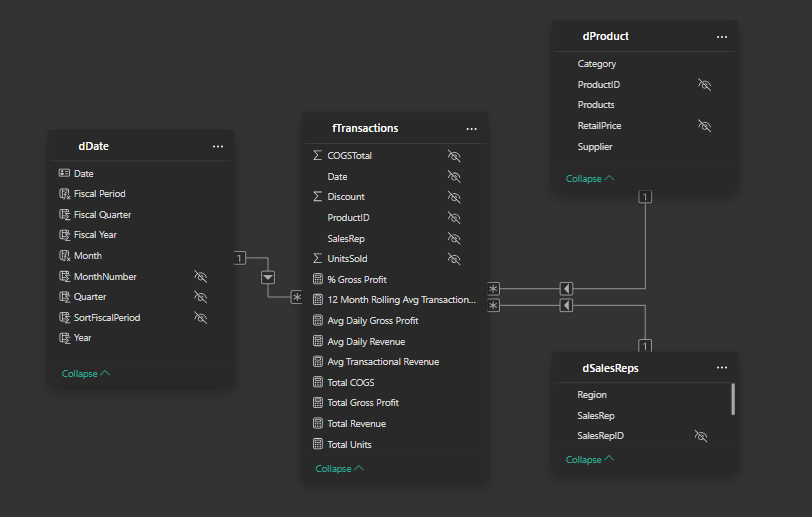 dDate
Date
Fiscal Period
Fiscal Quarter
Fiscal Year
Month
MonthNumber
Quarter
SortFiscalPeriod
Year
Collapse
1
*
fTransactions
COGSTotal
Date
Discount
ProductID
SalesRep
UnitsSold
% Gross Profit
12 Month Rolling Avg Transaction...
Avg Daily Gross Profit
Avg Daily Revenue
Avg Transactional Revenue
Total COGS
Total Gross Profit
Total Revenue
Total Units
Collapse
*
*
dProduct
Category
ProductID
Products
RetailPrice
Supplier
Collapse
1
1
dSalesReps
Region
SalesRep
SalesRepID
Collapse